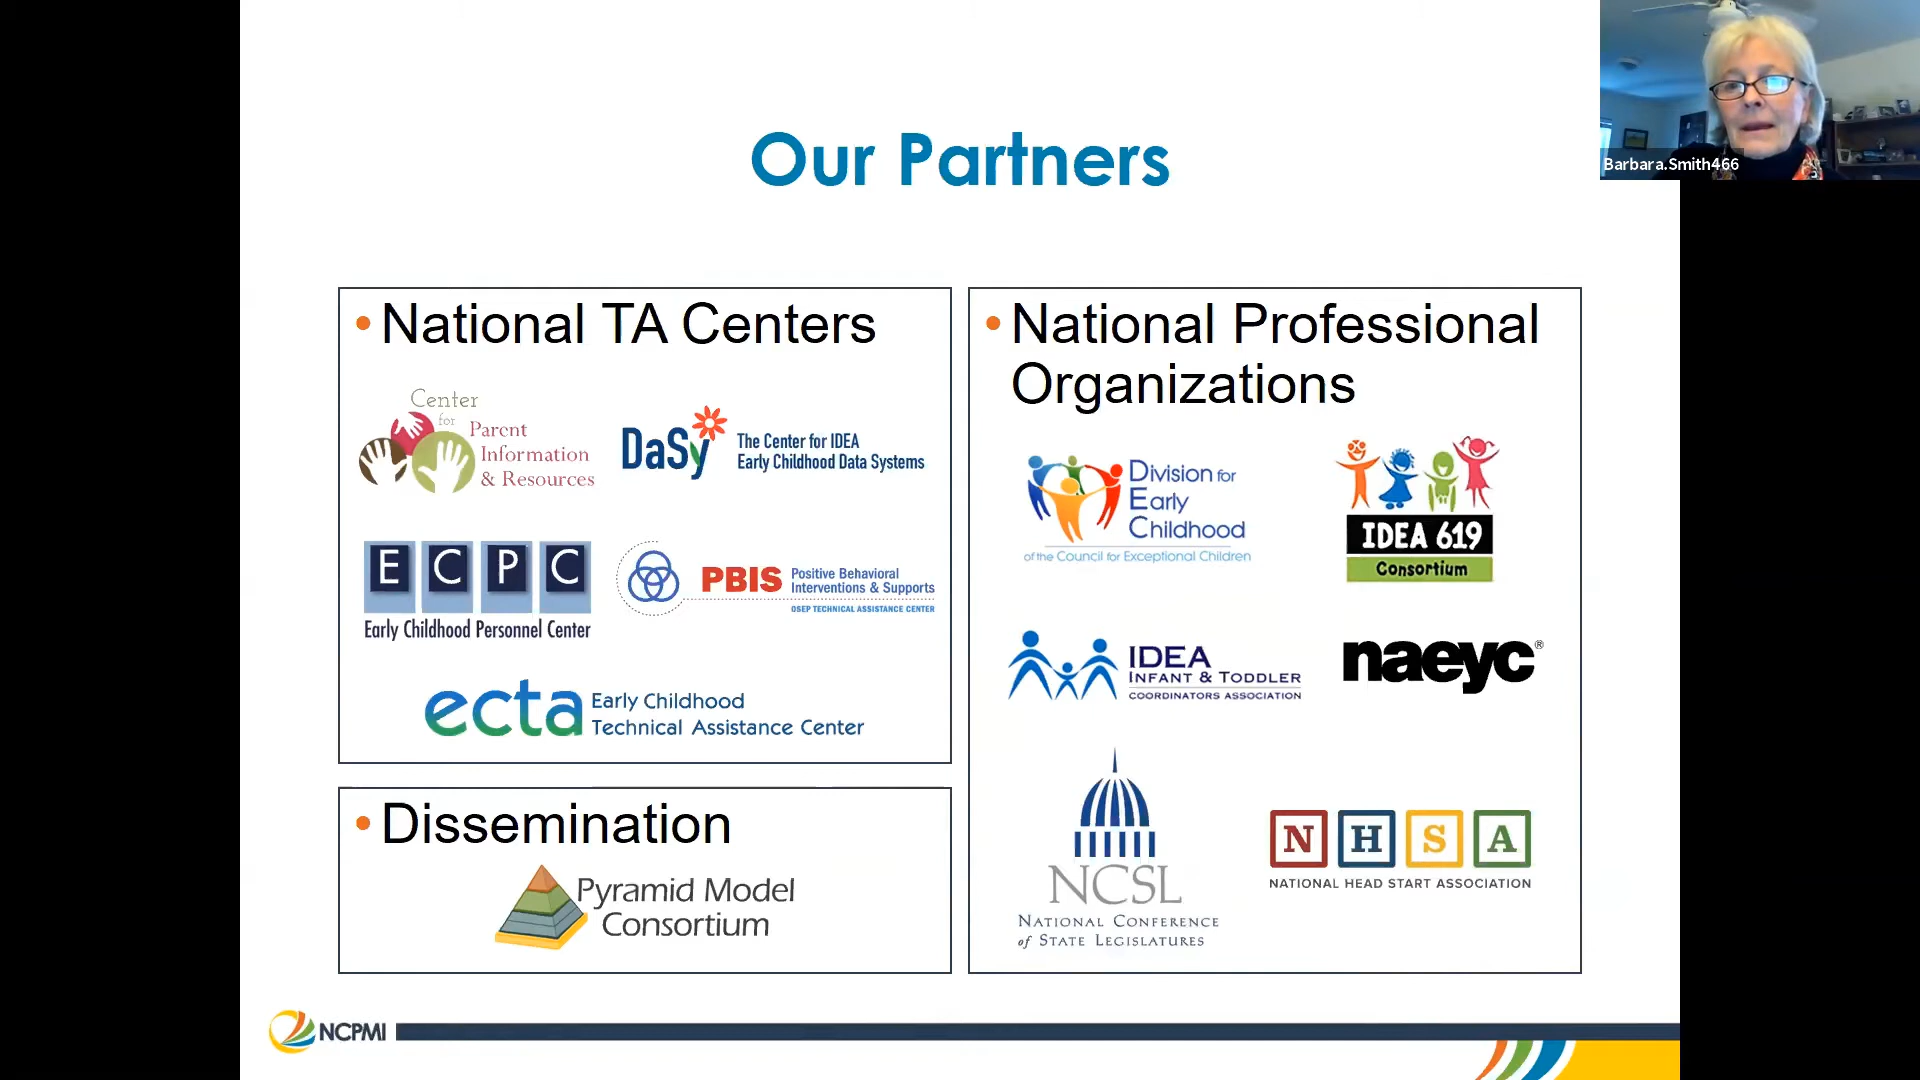 Our Partners
Barbara.Smith466
• National TA Centers
Center
for
Parent
Information
& Resources
DaSy
The Center for IDEA
Early Childhood Data Systems
E C P C
Early Childhood Personnel Center
PBIS
Positive Behavioral
Interventions & Supports
OSEP TECHNICAL ASSISTANCE CENTER
ecta
Early Childhood
Technical Assistance Center
• Dissemination
Pyramid Model
Consortium
• National Professional
Organizations
Division for
Early
Childhood
of the Council for Exceptional Children
IDEA 619
Consortium
IDEA
INFANT & TODDLER
COORDINATORS ASSOCIATION
naeyc®
NCSL
NATIONAL CONFERENCE
of STATE LEGISLATURES
N H S A
NATIONAL HEAD START ASSOCIATION
NCPMI